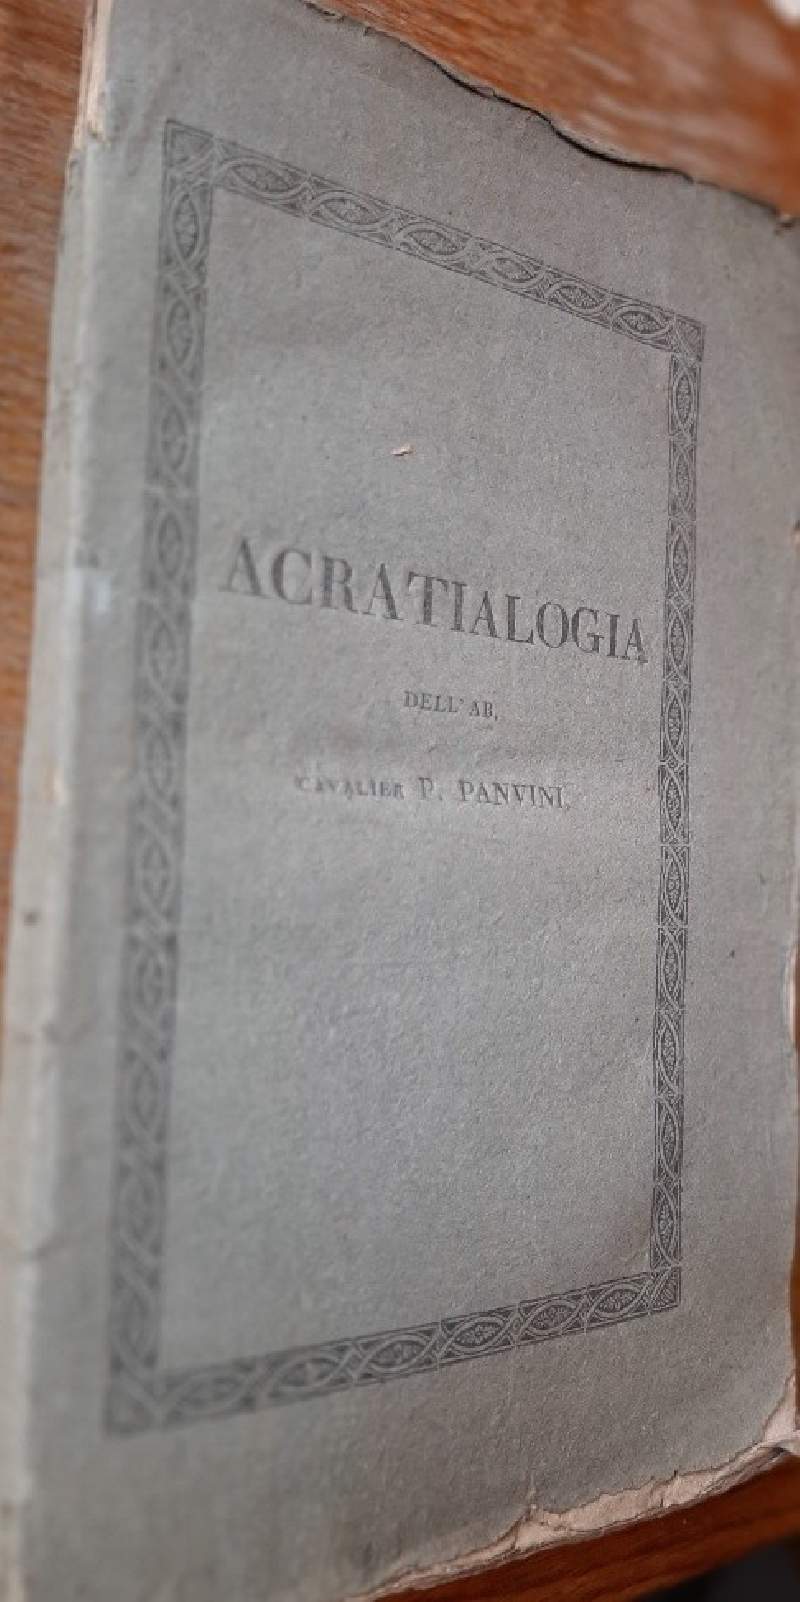 ACRATIALOGIA
DELL' AB.
CAVALIER P. PANVINI.